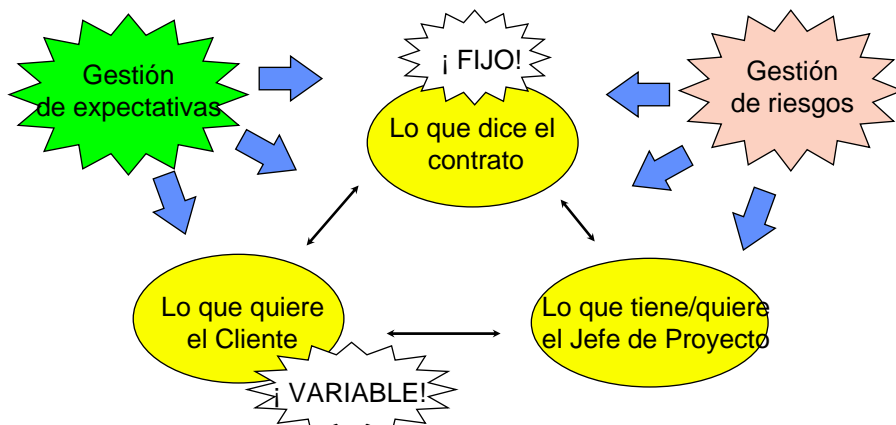 Gestión
de expectativas
¡ FIJO!
Lo que dice el
contrato
Gestión
de riesgos
Lo que quiere
el Cliente
¡ VARIABLE!
Lo que tiene/quiere
el Jefe de Proyecto